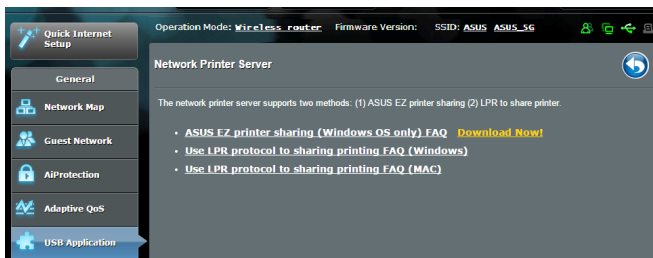 Quick Internet
Setup
Operation Mode: Wireless router Firmware Version: SSID: ASUS ASUS_5G
General
Network Map
Guest Network
AiProtection
Adaptive QoS
USB Application
Network Printer Server
The network printer server supports two methods: (1) ASUS EZ printer sharing (2) LPR to share printer.
ASUS EZ printer sharing (Windows OS only) FAQ Download Now!
Use LPR protocol to sharing printing FAQ (Windows)
Use LPR protocol to sharing printing FAQ (MAC)